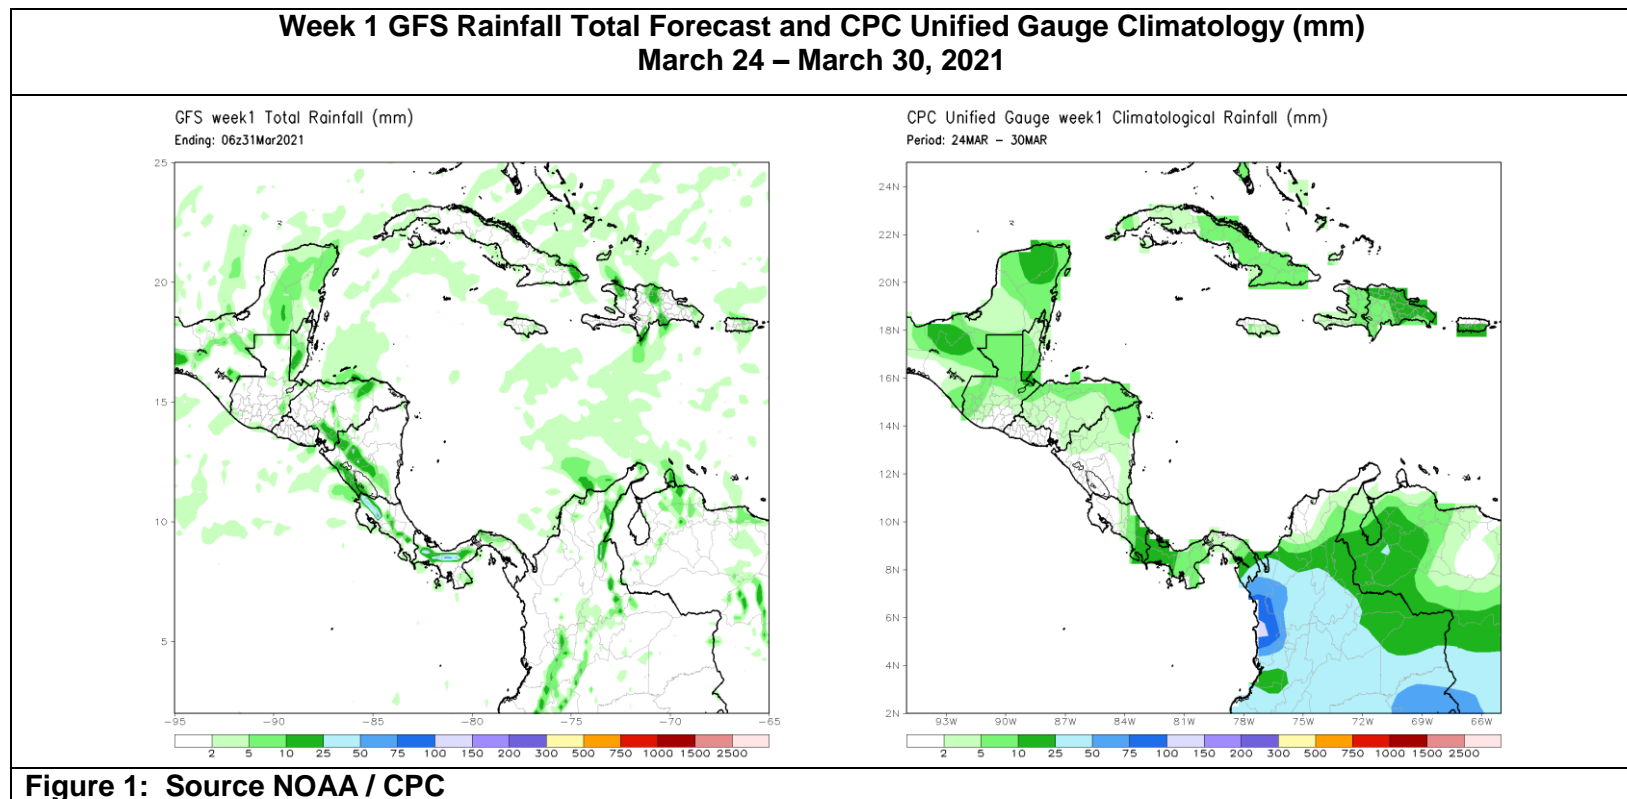 Week 1 GFS Rainfall Total Forecast and CPC Unified Gauge Climatology (mm)
March 24 – March 30, 2021
GFS week1 Total Rainfall (mm)
Ending: 06z31Mar2021
25
20
15
10
5
-95 -90 -85 -80 -75 -70 -65
2 5 10 25 50 75 100 150 200 300 500 750 1000 1500 2500
CPC Unified Gauge week1 Climatological Rainfall (mm)
Period: 24MAR – 30MAR
24N
22N
20N
18N
16N
14N
12N
10N
8N
6N
4N
2N
93W 90W 87W 84W 81W 78W 75W 72W 69W 66W
2 5 10 25 50 75 100 150 200 300 500 750 1000 1500 2500
Figure 1: Source NOAA / CPC